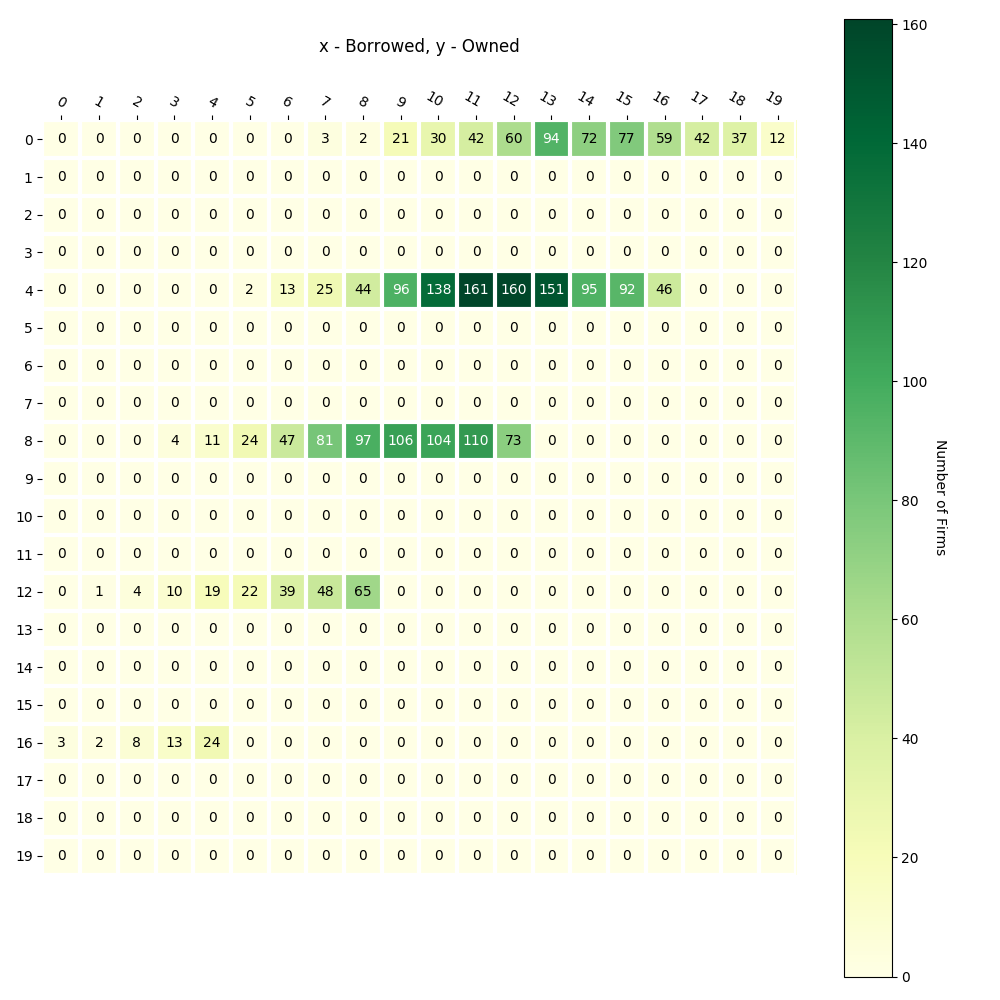 x - Borrowed, y - Owned
0 1 2 3 4 5 6 7 8 9 10 11 12 13 14 15 16 17 18 19
0 0 0 0 0 0 0 0 3 2 21 30 42 60 94 72 77 59 42 37 12
1 0 0 0 0 0 0 0 0 0 0 0 0 0 0 0 0 0 0 0 0
2 0 0 0 0 0 0 0 0 0 0 0 0 0 0 0 0 0 0 0 0
3 0 0 0 0 0 0 0 0 0 0 0 0 0 0 0 0 0 0 0 0
4 0 0 0 0 0 2 13 25 44 96 138 161 160 151 95 92 46 0 0 0
5 0 0 0 0 0 0 0 0 0 0 0 0 0 0 0 0 0 0 0 0
6 0 0 0 0 0 0 0 0 0 0 0 0 0 0 0 0 0 0 0 0
7 0 0 0 0 0 0 0 0 0 0 0 0 0 0 0 0 0 0 0 0
8 0 0 0 4 11 24 47 81 97 106 104 110 73 0 0 0 0 0 0 0
9 0 0 0 0 0 0 0 0 0 0 0 0 0 0 0 0 0 0 0 0
10 0 0 0 0 0 0 0 0 0 0 0 0 0 0 0 0 0 0 0 0
11 0 0 0 0 0 0 0 0 0 0 0 0 0 0 0 0 0 0 0 0
12 0 1 4 10 19 22 39 48 65 0 0 0 0 0 0 0 0 0 0 0
13 0 0 0 0 0 0 0 0 0 0 0 0 0 0 0 0 0 0 0 0
14 0 0 0 0 0 0 0 0 0 0 0 0 0 0 0 0 0 0 0 0
15 0 0 0 0 0 0 0 0 0 0 0 0 0 0 0 0 0 0 0 0
16 3 2 8 13 24 0 0 0 0 0 0 0 0 0 0 0 0 0 0 0
17 0 0 0 0 0 0 0 0 0 0 0 0 0 0 0 0 0 0 0 0
18 0 0 0 0 0 0 0 0 0 0 0 0 0 0 0 0 0 0 0 0
19 0 0 0 0 0 0 0 0 0 0 0 0 0 0 0 0 0 0 0 0
160
140
120
100
80
60
40
20
0
Number of Firms